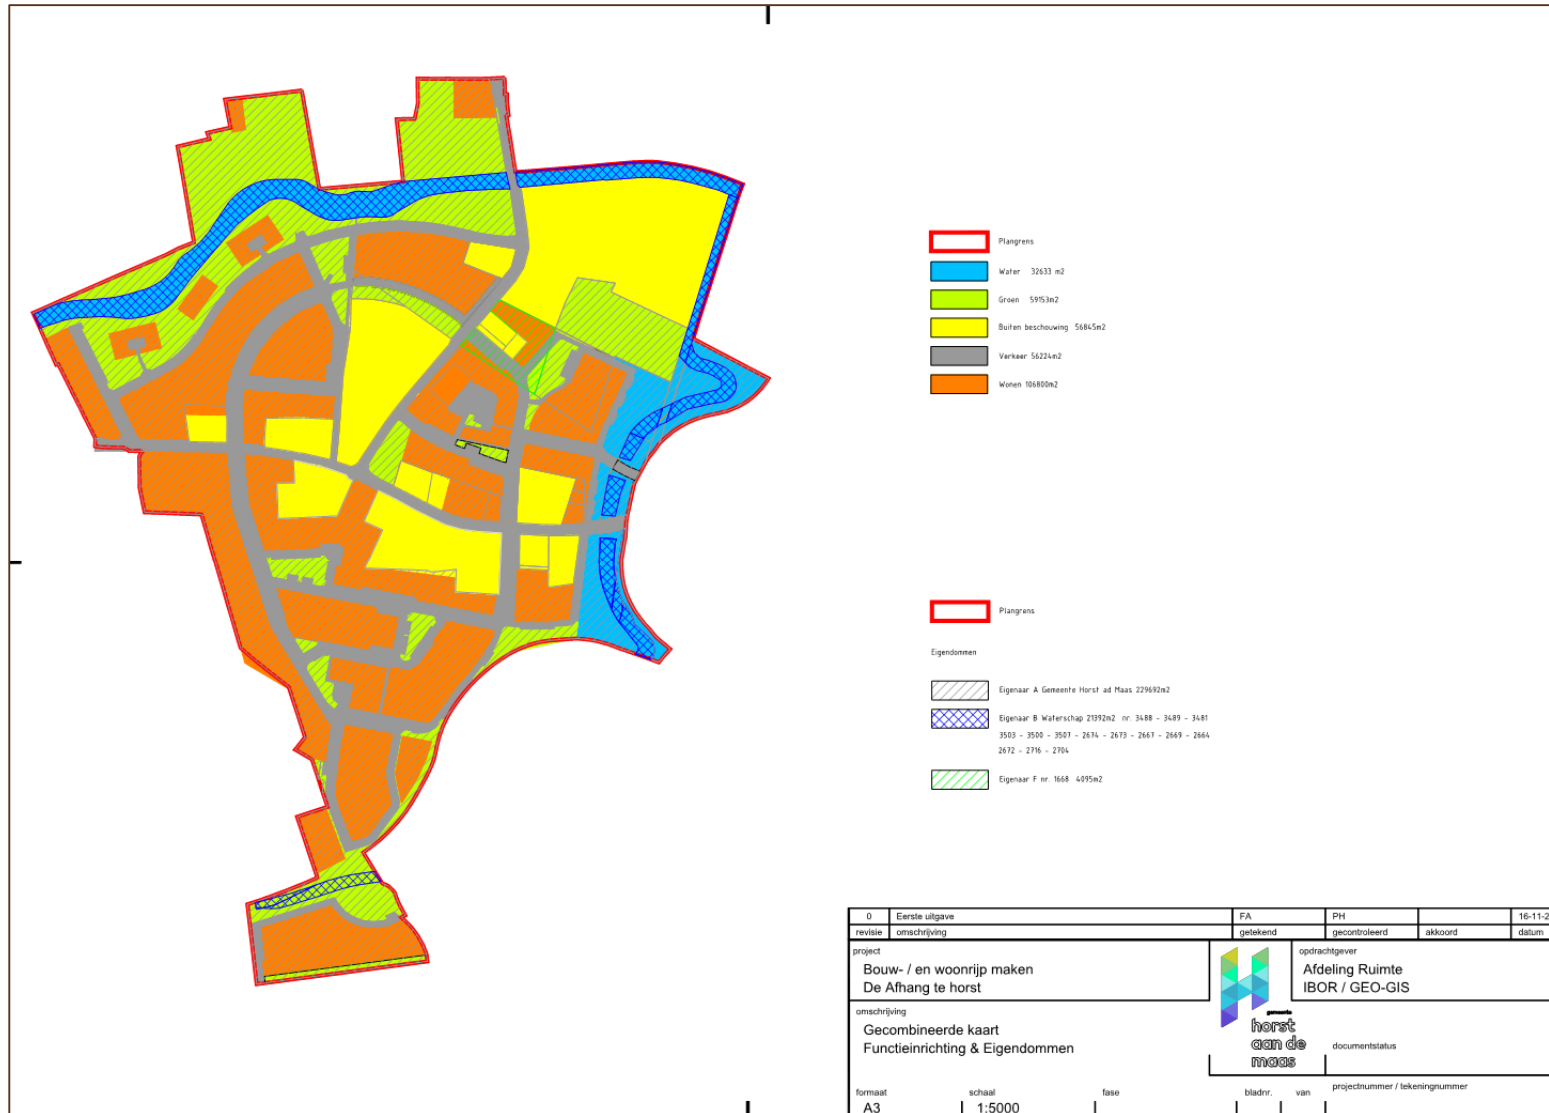 Plangrens
Water 32633 m2
Groen 59153m2
Buiten beschouwing 56845m2
Verkeer 56224m2
Wonen 106800m2
Plangrens
Eigendommen
Eigenaar A Gemeente Horst ad Maas 229692m2
Eigenaar B Waterschap 21392m2 nr. 3488 - 3489 - 3481
3503 - 3500 - 3507 - 2674 - 2673 - 2667 - 2669 - 2664
2672 - 2716 - 2704
Eigenaar F nr. 1668 4095m2
0 Eerste uitgave FA PH 16-11-2
revisie omschrijving getekend gecontroleerd akkoord datum
project
Bouw- / en woonrijp maken
De Afhang te horst
opdrachtgever
Afdeling Ruimte
IBOR / GEO-GIS
omschrijving
Gecombineerde kaart
Functieinrichting & Eigendommen
gemeente
horst
aan de
maas
documentstatus
formaat schaal fase bladnr. van projectnummer / tekeningnummer
A3 1:5000